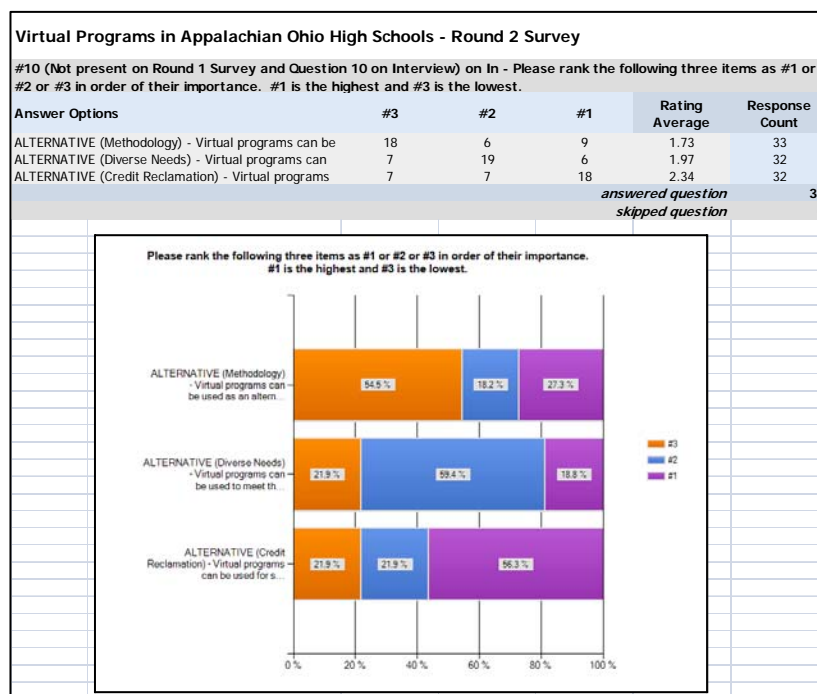 Virtual Programs in Appalachian Ohio High Schools - Round 2 Survey
#10 (Not present on Round 1 Survey and Question 10 on Interview) on In - Please rank the following three items as #1 or
#2 or #3 in order of their importance. #1 is the highest and #3 is the lowest.
Answer Options #3 #2 #1 Rating Average Response Count
ALTERNATIVE (Methodology) - Virtual programs can be 18 6 9 1.73 33
ALTERNATIVE (Diverse Needs) - Virtual programs can 7 19 6 1.97 32
ALTERNATIVE (Credit Reclamation) - Virtual programs 7 7 18 2.34 32
answered question 3
skipped question
Please rank the following three items as #1 or #2 or #3 in order of their importance.
#1 is the highest and #3 is the lowest.
ALTERNATIVE (Methodology)
- Virtual programs can
be used as an altern...
54.5 % 18.2 % 27.3 %
ALTERNATIVE (Diverse Needs)
- Virtual programs can
be used to meet th...
21.9 % 59.4 % 18.8 %
ALTERNATIVE (Credit
Reclamation) - Virtual programs
can be used for s...
21.9 % 21.9 % 56.3 %
#3
#2
#1
0 % 20 % 40 % 60 % 80 % 100 %